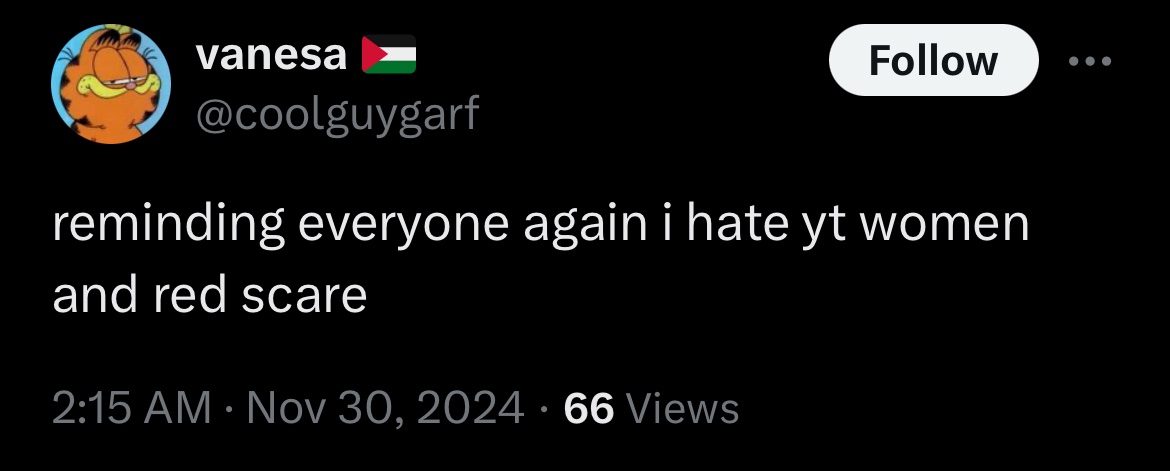 vanesa 🇵🇸
Follow
@coolguygarf
reminding everyone again i hate yt women
and red scare
2:15 AM · Nov 30, 2024 · 66 Views